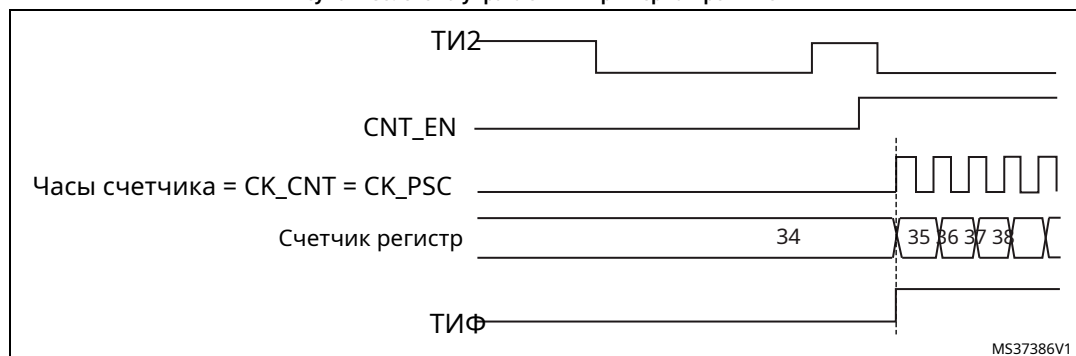 ТИ2
CNT_EN
Часы счетчика = CK_CNT = CK_PSC
Счетчик регистр
34
35 36 37 38
ТИФ
MS37386V1